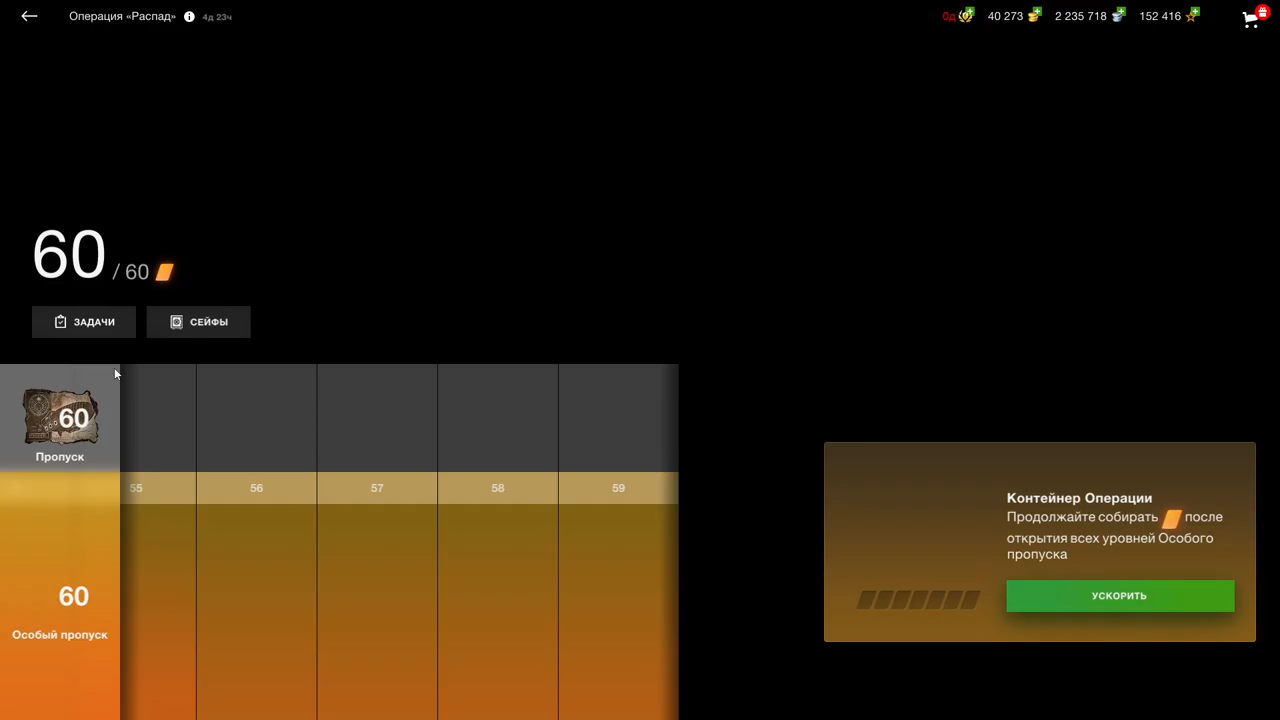 Операция «Распад» 4д 23ч
0д 40 273 2 235 718 152 416
60 / 60
ЗАДАЧИ СЕЙФЫ
60
Пропуск
55 56 57 58 59
60
Особый пропуск
Контейнер Операции
Продолжайте собирать после
открытия всех уровней Особого
пропуска
УСКОРИТЬ